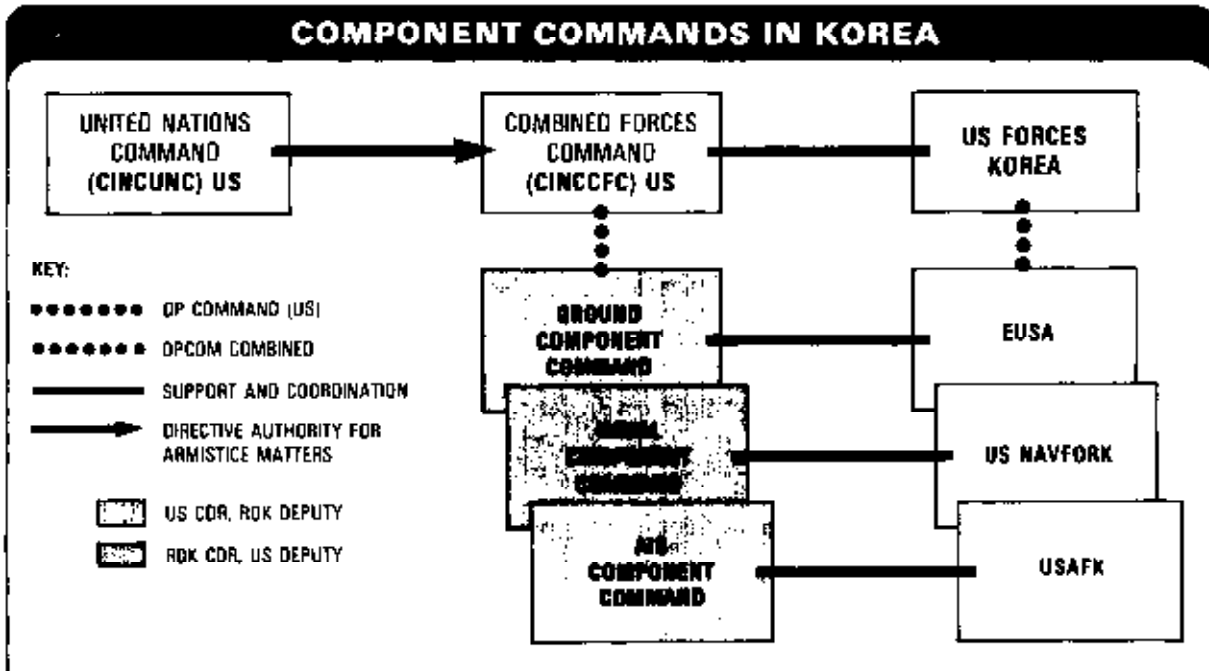 COMPONENT COMMANDS IN KOREA
UNITED NATIONS
COMMAND
(CINCUNC) US
COMBINED FORCES
COMMAND
(CINCCFC) US
US FORCES
KOREA
KEY:
OP COMMAND (US)
OPCOM COMBINED
SUPPORT AND COORDINATION
DIRECTIVE AUTHORITY FOR
ARMISTICE MATTERS
US CDR, ROK DEPUTY
ROK CDR, US DEPUTY
GROUND
COMPONENT
COMMAND
COMPONENT
AIR
COMPONENT
COMMAND
EUSA
US NAVFORK
USAFK